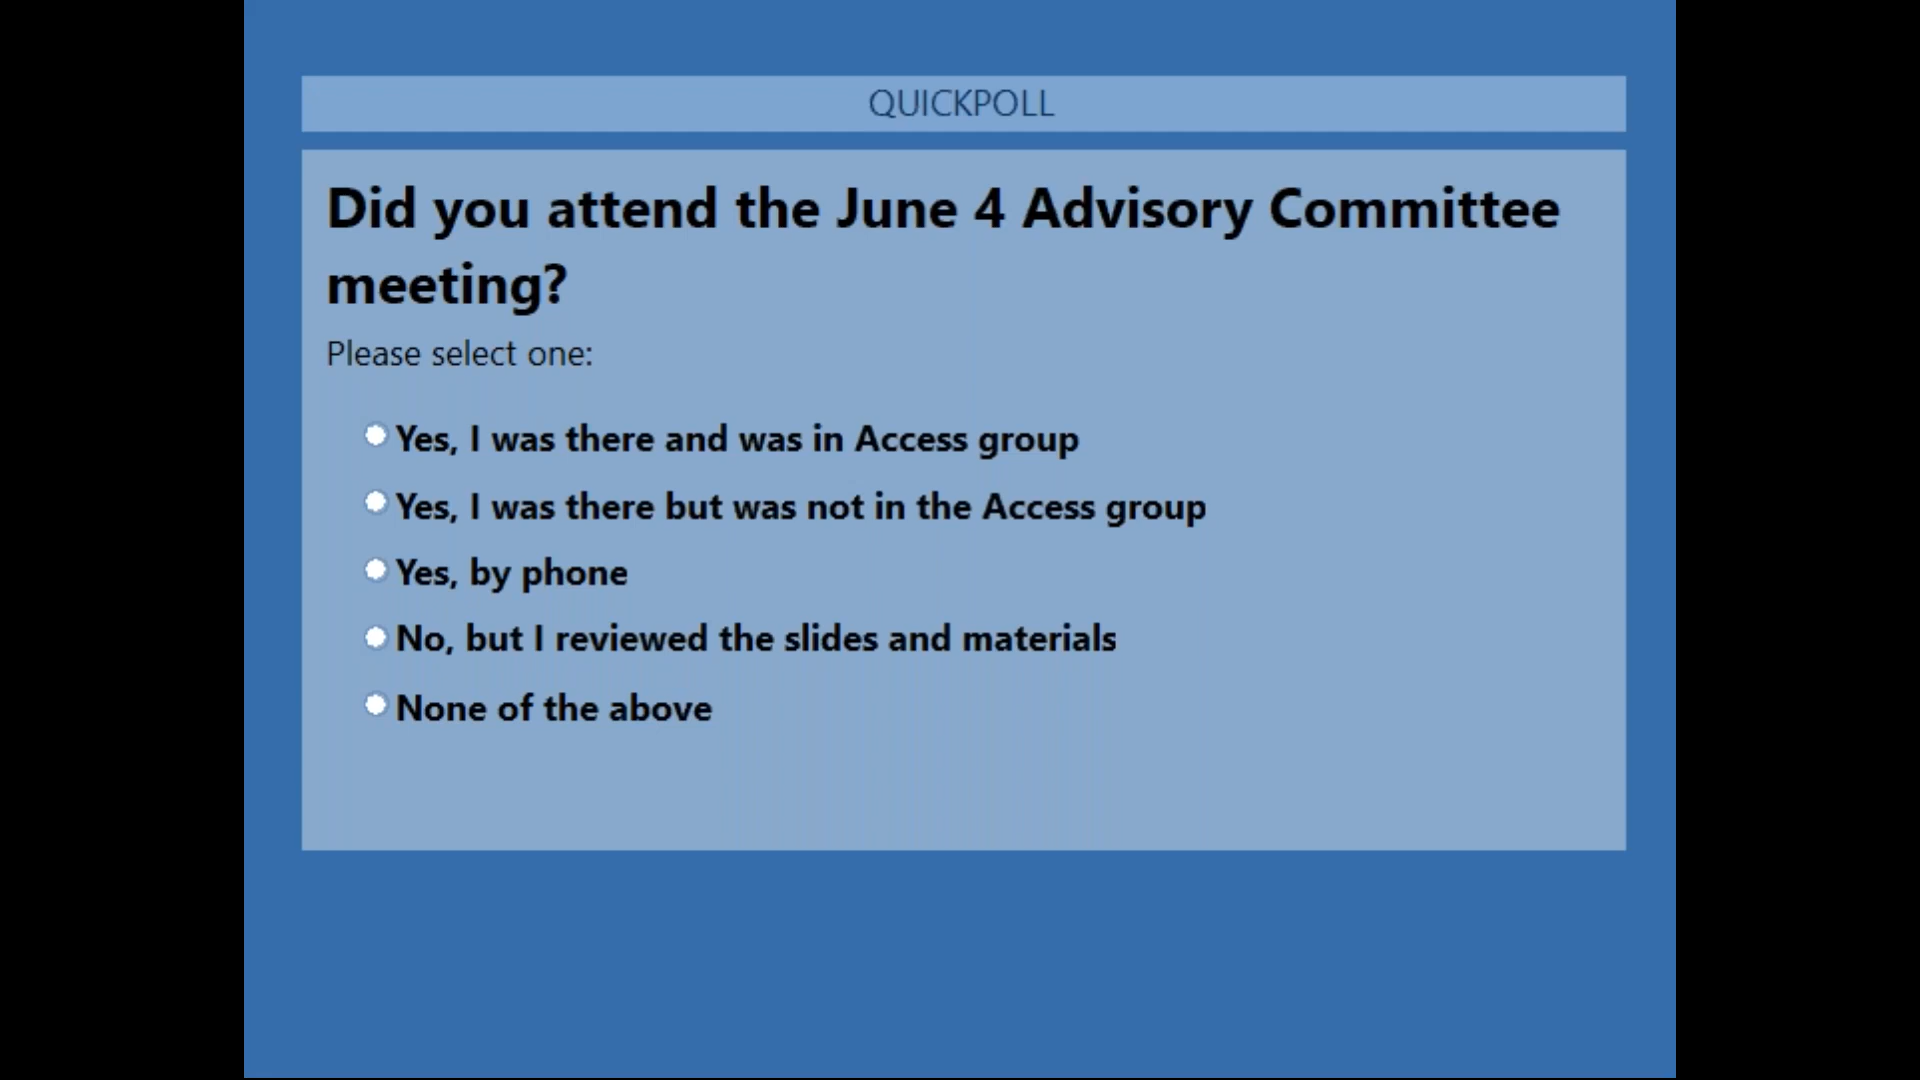 QUICKPOLL
Did you attend the June 4 Advisory Committee
meeting?
Please select one:
Yes, I was there and was in Access group
Yes, I was there but was not in the Access group
Yes, by phone
No, but I reviewed the slides and materials
None of the above